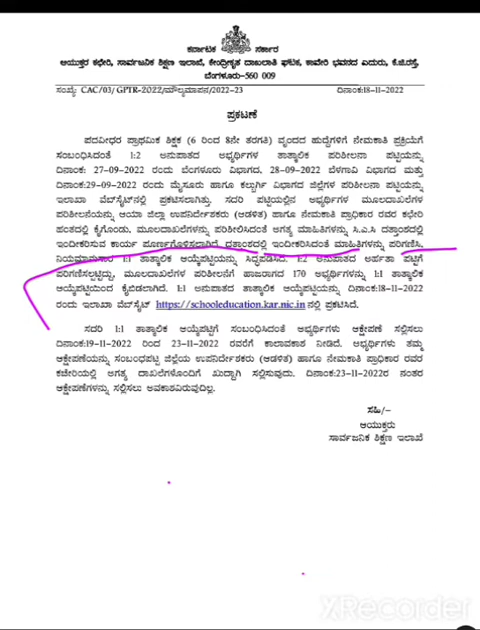 ಕರ್ನಾಟಕ ಸರ್ಕಾರ
ಆಯುಕ್ತರ ಕಛೇರಿ, ಸಾರ್ವಜನಿಕ ಶಿಕ್ಷಣ ಇಲಾಖೆ, ಕೇಂದ್ರೀಕೃತ ದಾಖಲಾತಿ ಘಟಕ, ಕಾವೇರಿ ಭವನದ ಎದುರು, ಕೆ.ಜಿ.ರಸ್ತೆ,
ಬೆಂಗಳೂರು-560 009
ಸಂಖ್ಯೆ: CAC/03/ GPTR-2022/ಮೌಲ್ಯಮಾಪನ/2022-23 ದಿನಾಂಕ:18-11-2022
ಪ್ರಕಟಣೆ
ಪದವೀಧರ ಪ್ರಾಥಮಿಕ ಶಿಕ್ಷಕ (6 ರಿಂದ 8ನೇ ತರಗತಿ) ವೃಂದದ ಹುದ್ದೆಗಳಿಗೆ ನೇಮಕಾತಿ ಪ್ರಕ್ರಿಯೆಗೆ
ಸಂಬಂಧಿಸಿದಂತೆ 1:2 ಅನುಪಾತದ ಅಭ್ಯರ್ಥಿಗಳ ತಾತ್ಕಾಲಿಕ ಪರಿಶೀಲನಾ ಪಟ್ಟಿಯನ್ನು
ದಿನಾಂಕ: 27-09-2022 ರಂದು ಬೆಂಗಳೂರು ವಿಭಾಗದ, 28-09-2022 ಬೆಳಗಾವಿ ವಿಭಾಗದ ಮತ್ತು
ದಿನಾಂಕ:29-09-2022 ರಂದು ಮೈಸೂರು ಹಾಗೂ ಕಲ್ಬುರ್ಗಿ ವಿಭಾಗದ ಜಿಲ್ಲೆಗಳ ಪರಿಶೀಲನಾ ಪಟ್ಟಿಯನ್ನು
ಇಲಾಖಾ ವೆಬ್‌ಸೈಟ್‌ನಲ್ಲಿ ಪ್ರಕಟಿಸಲಾಗಿತ್ತು. ಸದರಿ ಪಟ್ಟಿಯಲ್ಲಿನ ಅಭ್ಯರ್ಥಿಗಳ ಮೂಲದಾಖಲೆಗಳ
ಪರಿಶೀಲನೆಯನ್ನು ಆಯಾ ಜಿಲ್ಲಾ ಉಪನಿರ್ದೇಶಕರು (ಆಡಳಿತ) ಹಾಗೂ ನೇಮಕಾತಿ ಪ್ರಾಧಿಕಾರ ರವರ ಕಛೇರಿ
ಹಂತದಲ್ಲಿ ಕೈಗೊಂಡು, ಮೂಲದಾಖಲೆಗಳನ್ನು ಪರಿಶೀಲಿಸಿದಂತೆ ಅಗತ್ಯ ಮಾಹಿತಿಗಳನ್ನು ಸಿ.ಎ.ಸಿ ದತ್ತಾಂಶದಲ್ಲಿ
ಇಂದೀಕರಿಸುವ ಕಾರ್ಯ ಪೂರ್ಣಗೊಳಿಸಲಾಗಿದೆ. ದತ್ತಾಂಶದಲ್ಲಿ ಇಂದೀಕರಿಸಿದಂತೆ ಮಾಹಿತಿಗಳನ್ನು ಪರಿಗಣಿಸಿ,
ನಿಯಮಾನುಸಾರ 1:1 ತಾತ್ಕಾಲಿಕ ಆಯ್ಕೆಪಟ್ಟಿಯನ್ನು ಸಿದ್ಧಪಡಿಸಿದೆ. 1:2 ಅನುಪಾತದ ಅರ್ಹತಾ ಪಟ್ಟಿಗೆ
ಪರಿಗಣಿಸಲ್ಪಟ್ಟಿದ್ದು, ಮೂಲದಾಖಲೆಗಳ ಪರಿಶೀಲನೆಗೆ ಹಾಜರಾಗದ 170 ಅಭ್ಯರ್ಥಿಗಳನ್ನು 1:1 ತಾತ್ಕಾಲಿಕ
ಆಯ್ಕೆಪಟ್ಟಿಯಿಂದ ಕೈಬಿಡಲಾಗಿದೆ. 1:1 ಅನುಪಾತದ ತಾತ್ಕಾಲಿಕ ಆಯ್ಕೆಪಟ್ಟಿಯನ್ನು ದಿನಾಂಕ:18-11-2022
ರಂದು ಇಲಾಖಾ ವೆಬ್‌ಸೈಟ್ https://schooleducation.kar.nic.in ನಲ್ಲಿ ಪ್ರಕಟಿಸಿದೆ.
ಸದರಿ 1:1 ತಾತ್ಕಾಲಿಕ ಆಯ್ಕೆಪಟ್ಟಿಗೆ ಸಂಬಂಧಿಸಿದಂತೆ ಅಭ್ಯರ್ಥಿಗಳು ಆಕ್ಷೇಪಣೆ ಸಲ್ಲಿಸಲು
ದಿನಾಂಕ:19-11-2022 ರಿಂದ 23-11-2022 ರವರೆಗೆ ಕಾಲಾವಕಾಶ ನೀಡಿದೆ. ಅಭ್ಯರ್ಥಿಗಳು ತಮ್ಮ
ಆಕ್ಷೇಪಣೆಯನ್ನು ಸಂಬಂಧಪಟ್ಟ ಜಿಲ್ಲೆಯ ಉಪನಿರ್ದೇಶಕರು (ಆಡಳಿತ) ಹಾಗೂ ನೇಮಕಾತಿ ಪ್ರಾಧಿಕಾರ ರವರ
ಕಚೇರಿಯಲ್ಲಿ ಅಗತ್ಯ ದಾಖಲೆಗಳೊಂದಿಗೆ ಖುದ್ದಾಗಿ ಸಲ್ಲಿಸುವುದು. ದಿನಾಂಕ:23-11-2022ರ ನಂತರ
ಆಕ್ಷೇಪಣೆಗಳನ್ನು ಸಲ್ಲಿಸಲು ಅವಕಾಶವಿರುವುದಿಲ್ಲ.
ಸಹಿ/-
ಆಯುಕ್ತರು
ಸಾರ್ವಜನಿಕ ಶಿಕ್ಷಣ ಇಲಾಖೆ
XRecorder